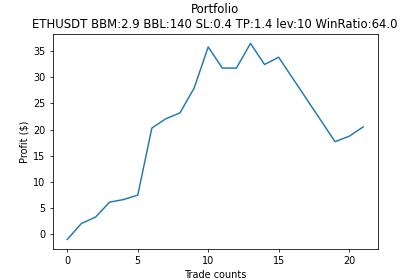 Portfolio
ETHUSDT BBM:2.9 BBL:140 SL:0.4 TP:1.4 lev:10 WinRatio:64.0
35
30
25
20
15
10
5
0
Profit ($)
0 5 10 15 20
Trade counts